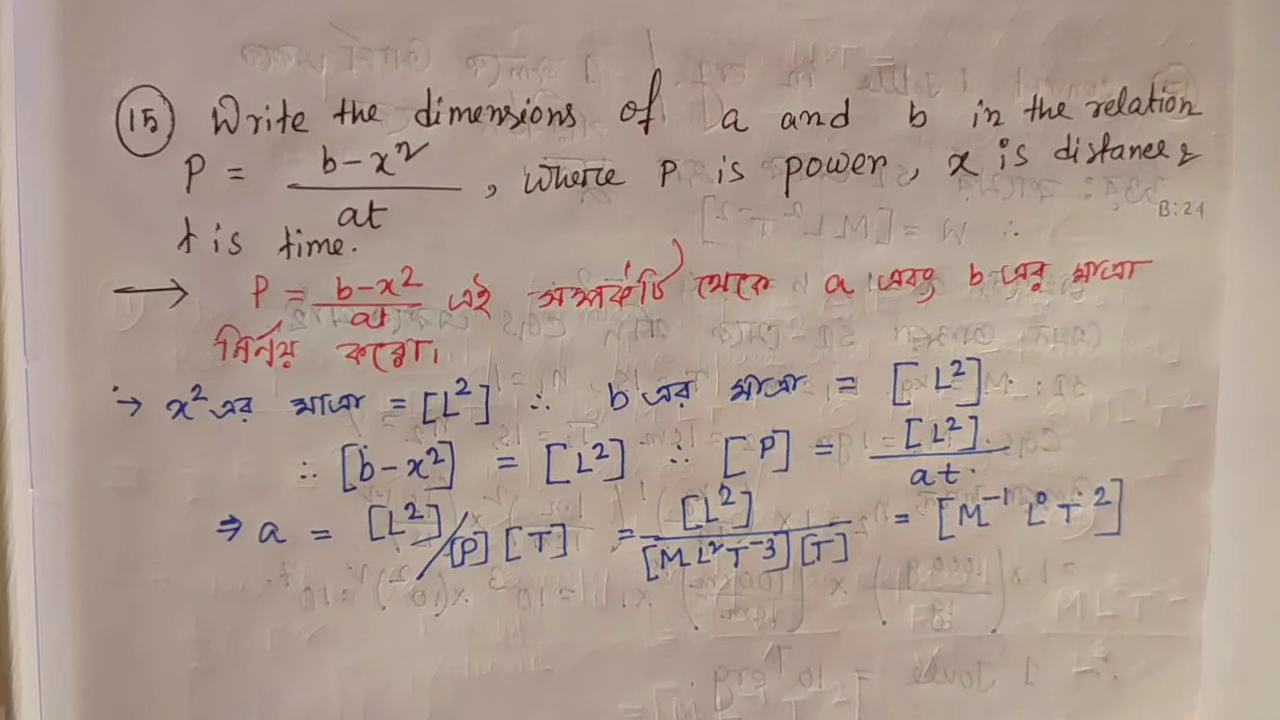 (15) Write the dimensions of a and b in the relation
P = b-x²/at, where P is power, x is distance &
t is time.
B:21
→ P = b-x²/at এই সম্পর্কটি থেকে a এবং b এর মাত্রা
নির্নয় করো।
→ x² এর মাত্রা = [L²] ∴ b এর মাত্রা = [L²]
∴ [b-x²] = [L²] ∴ [P] = [L²]/at.
⇒ a = [L²]/[P][T] = [L²]/[ML²T⁻³][T] = [M⁻¹L⁰T²]